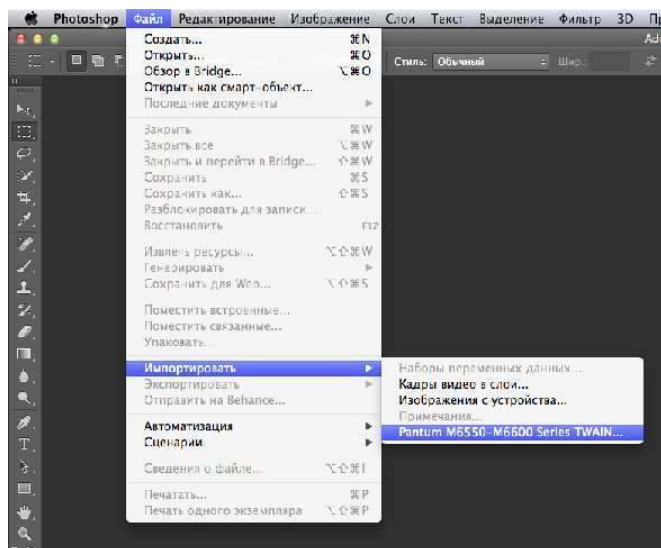 Photoshop Файл Редактирование Изображение Слои Текст Выделение Фильтр 3D
Создать... ⌘N
Открыть... ⌘O
Обзор в Bridge... ⌥⌘O
Открыть как смарт-объект...
Последние документы
Стиль: Обычный Шир.:
Закрыть ⌘W
Закрыть все ⌥⌘W
Закрыть и перейти в Bridge... ⇧⌘W
Сохранить ⌘S
Сохранить как... ⇧⌘S
Разблокировать для записи...
Восстановить F12
Извлечь ресурсы... ⌥⇧⌘W
Генерировать
Сохранить для Web... ⌥⇧⌘S
Поместить встроенные...
Поместить связанные...
Упаковать...
Импортировать
Экспортировать
Отправить на Behance...
Автоматизация
Сценарии
Сведения о файле... ⌥⇧⌘I
Печатать... ⌘P
Печать одного экземпляра ⌥⇧⌘P
Наборы переменных данных...
Кадры видео в слои...
Изображения с устройства...
Примечания...
Pantum M6550-M6600 Series TWAIN...